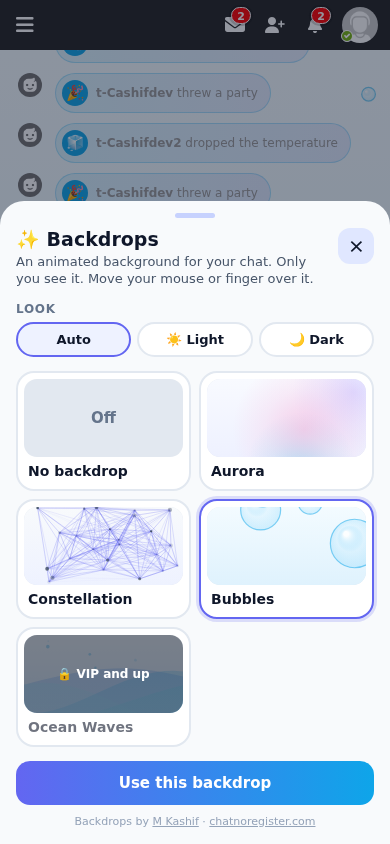 2
2
🎉 t-Cashifdev threw a party
🧊 t-Cashifdev2 dropped the temperature
🎉 t-Cashifdev threw a party
✨ Backdrops
An animated background for your chat. Only
you see it. Move your mouse or finger over it.
✕
LOOK
Auto
☀️ Light
🌙 Dark
Off
No backdrop
Aurora
Constellation
Bubbles
🔒 VIP and up
Ocean Waves
Use this backdrop
Backdrops by M Kashif · chatnoregister.com